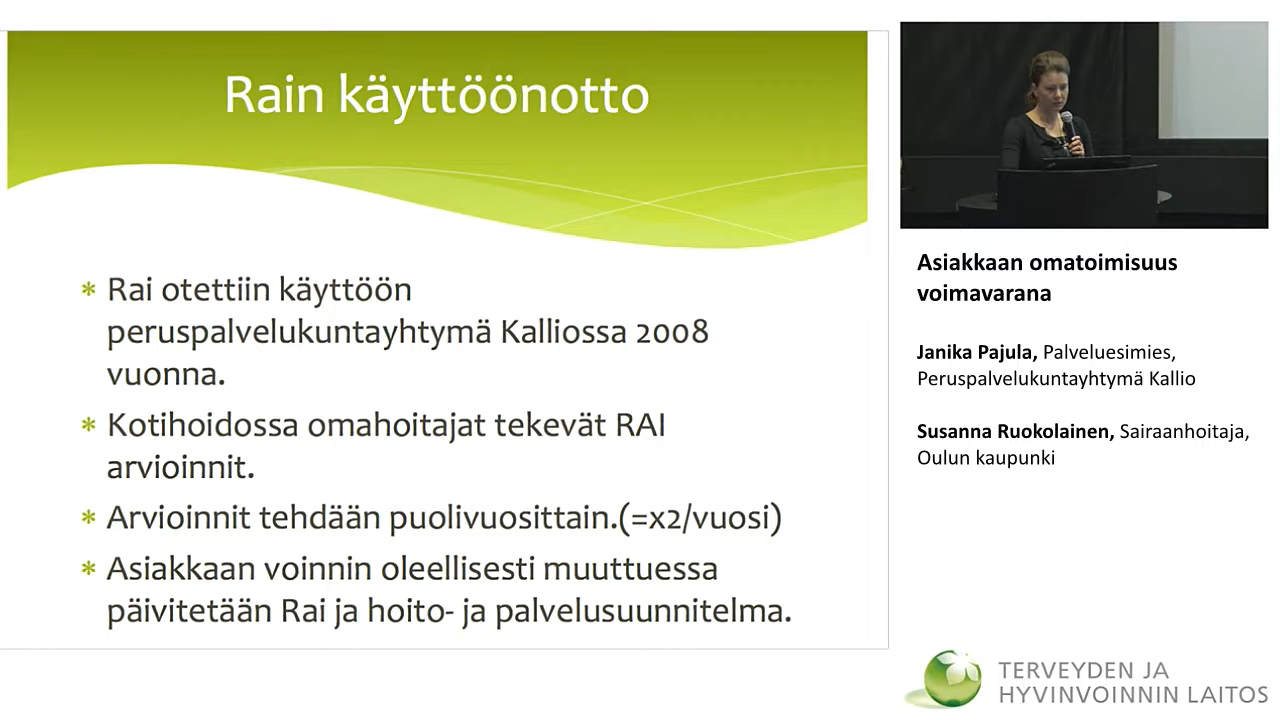 Rain käyttöönotto
* Rai otettiin käyttöön
peruspalvelukuntayhtymä Kalliossa 2008
vuonna.
* Kotihoidossa omahoitajat tekevät RAI
arvioinnit.
* Arvioinnit tehdään puolivuosittain.(=x2/vuosi)
* Asiakkaan voinnin oleellisesti muuttuessa
päivitetään Rai ja hoito- ja palvelusuunnitelma.
Asiakkaan omatoimisuus
voimavarana
Janika Pajula, Palveluesimies,
Peruspalvelukuntayhtymä Kallio
Susanna Ruokolainen, Sairaanhoitaja,
Oulun kaupunki
TERVEYDEN JA
HYVINVOINNIN LAITOS